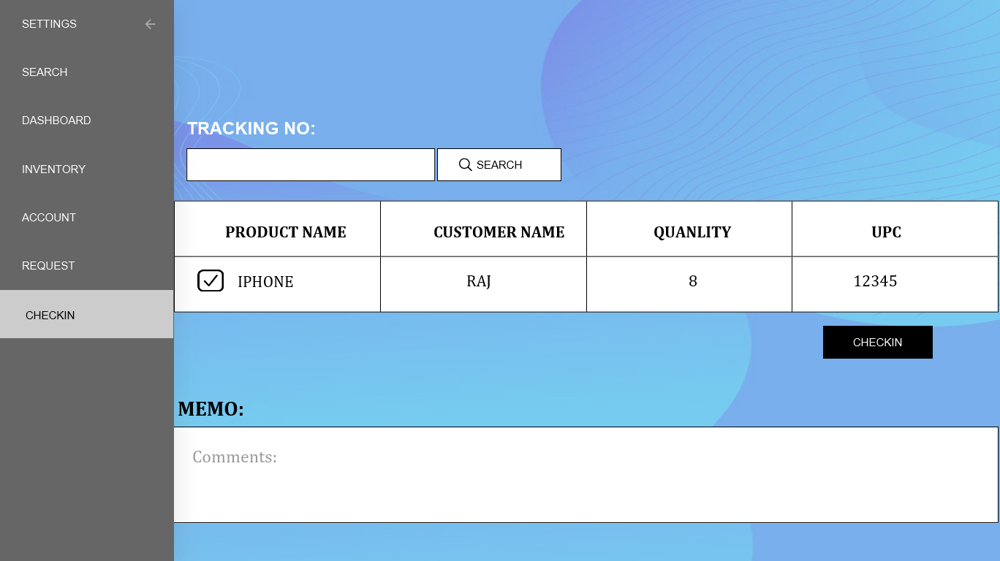 SETTINGS
SEARCH
DASHBOARD
INVENTORY
ACCOUNT
REQUEST
CHECKIN
TRACKING NO:
SEARCH
PRODUCT NAME CUSTOMER NAME QUANLITY UPC
IPHONE RAJ 8 12345
CHECKIN
MEMO:
Comments: